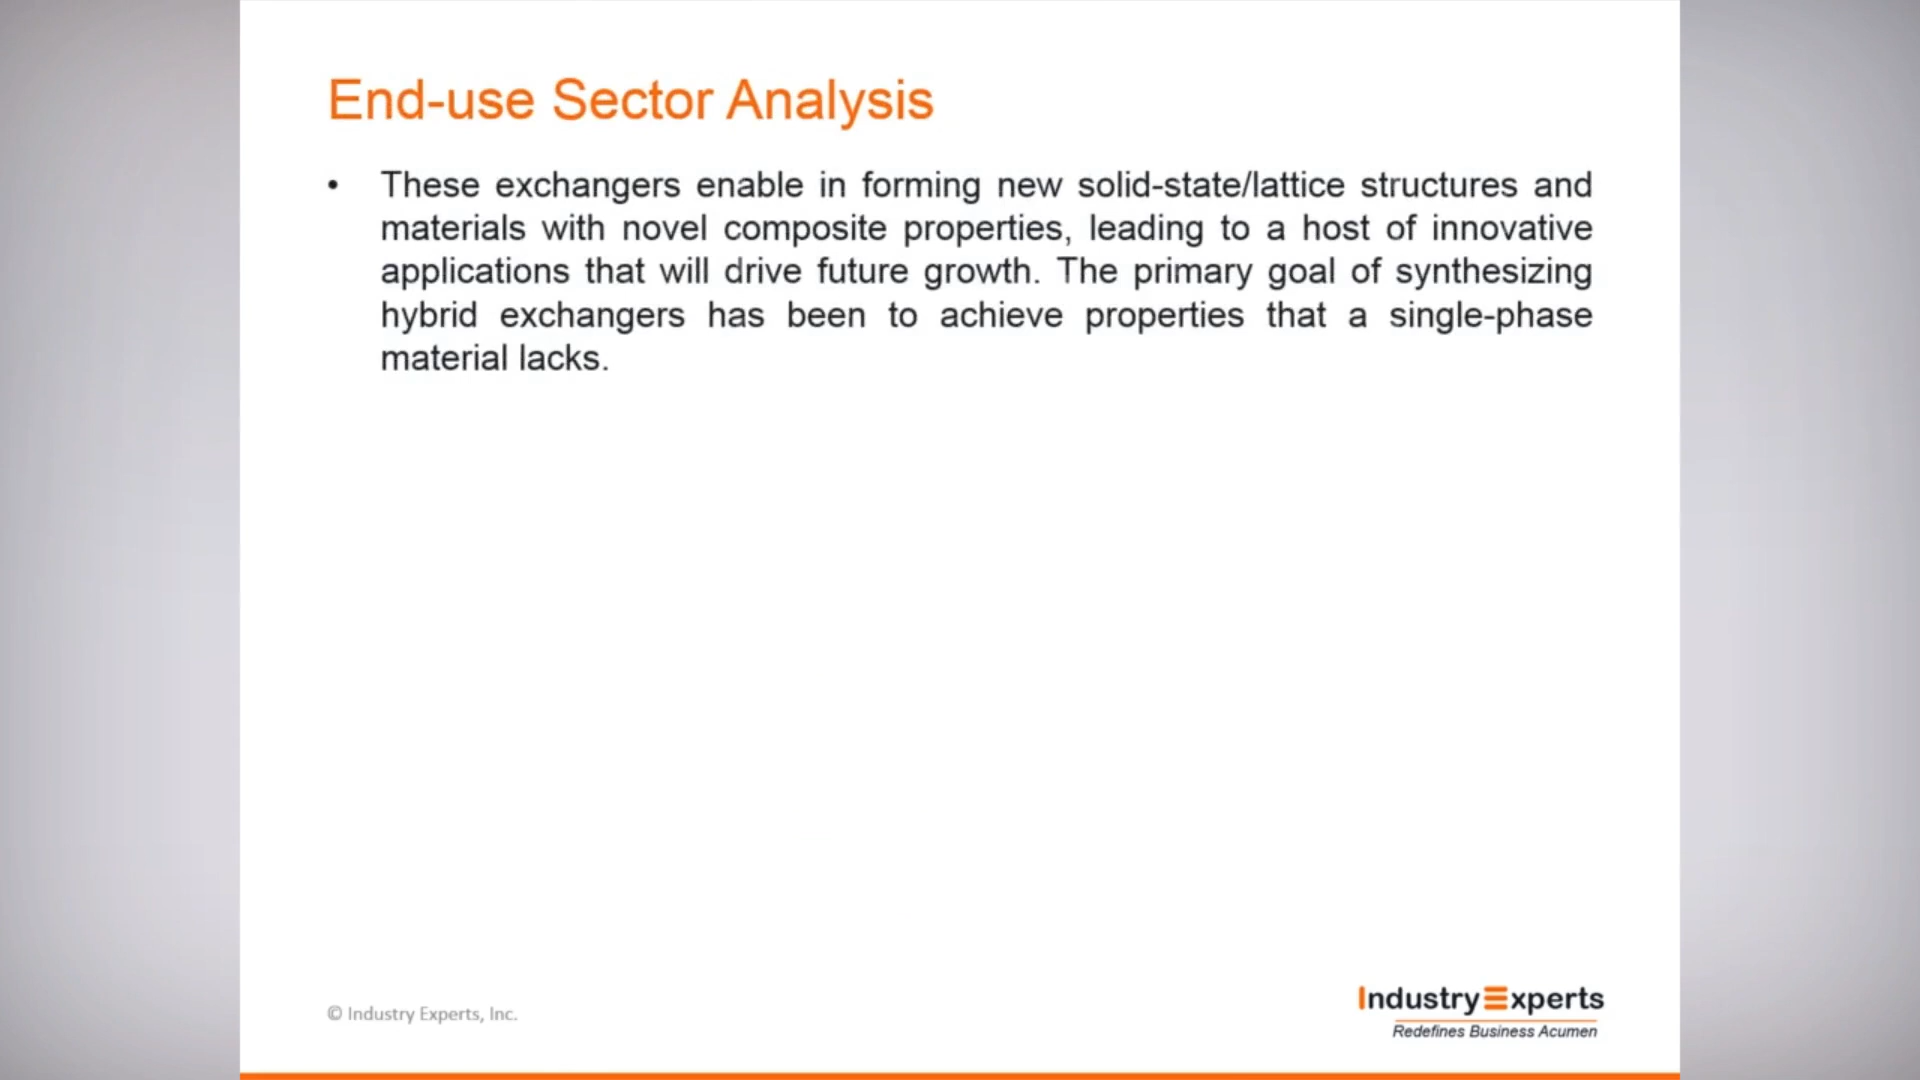 End-use Sector Analysis
• These exchangers enable in forming new solid-state/lattice structures and
materials with novel composite properties, leading to a host of innovative
applications that will drive future growth. The primary goal of synthesizing
hybrid exchangers has been to achieve properties that a single-phase
material lacks.
© Industry Experts, Inc.
IndustryExperts
Redefines Business Acumen